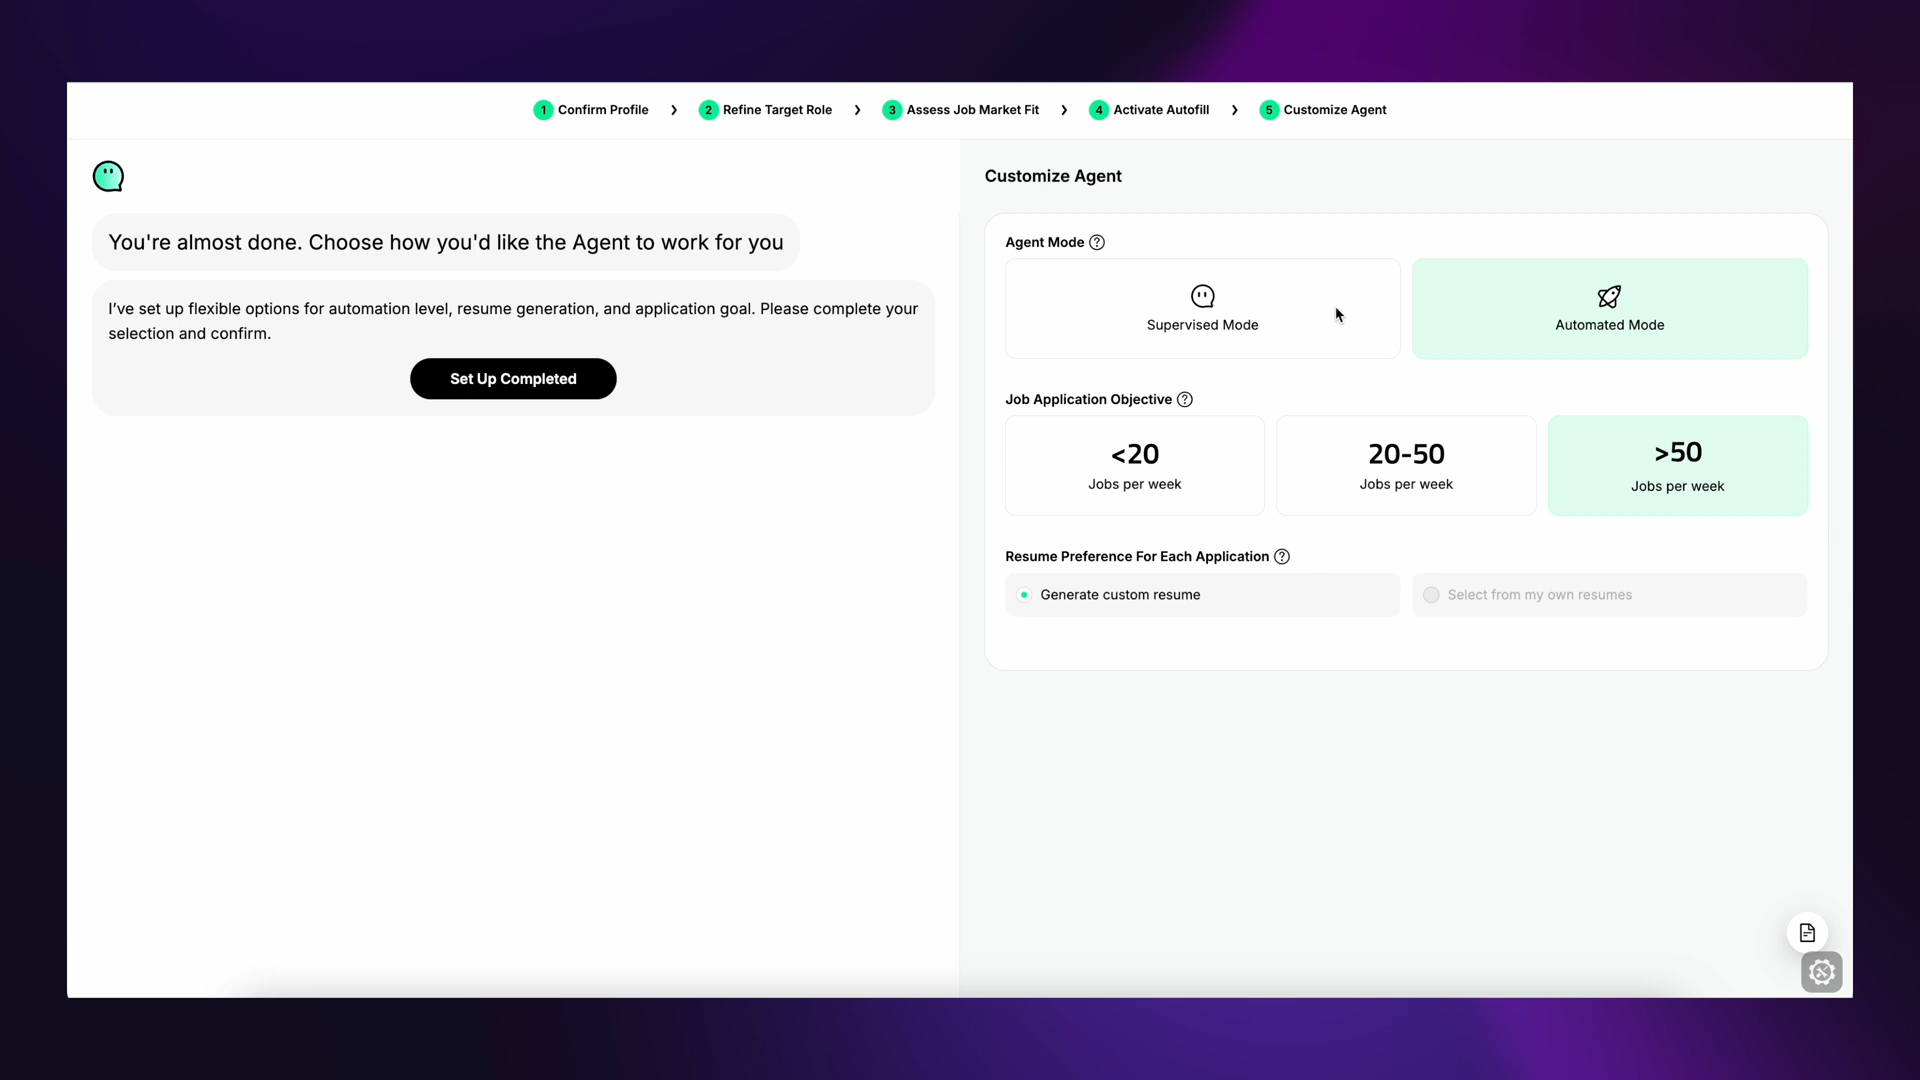 1 Confirm Profile > 2 Refine Target Role > 3 Assess Job Market Fit > 4 Activate Autofill > 5 Customize Agent
You're almost done. Choose how you'd like the Agent to work for you
I’ve set up flexible options for automation level, resume generation, and application goal. Please complete your
selection and confirm.
Set Up Completed
Customize Agent
Agent Mode ?
Supervised Mode
Automated Mode
Job Application Objective ?
<20
Jobs per week
20-50
Jobs per week
>50
Jobs per week
Resume Preference For Each Application ?
Generate custom resume
Select from my own resumes